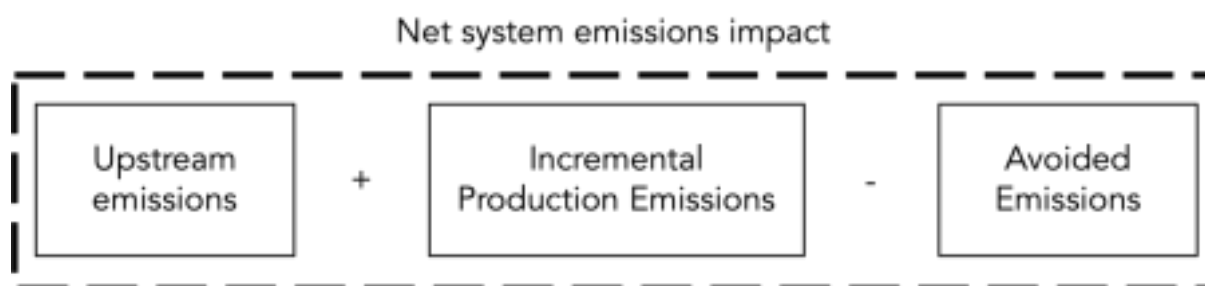 Net system emissions impact
Upstream
emissions
+
Incremental
Production Emissions
-
Avoided
Emissions